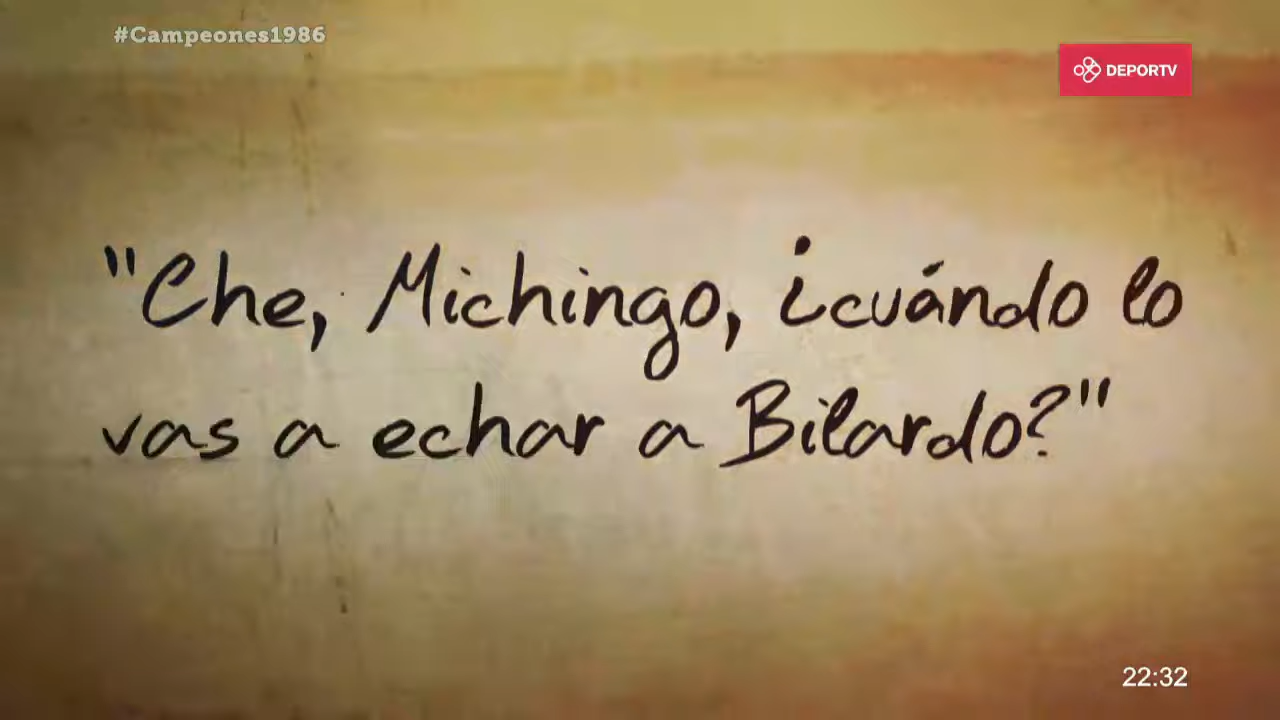 #Campeones1986
DEPORTV
"Che, Michingo, ¿cuándo lo
vas a echar a Bilardo?"
22:32